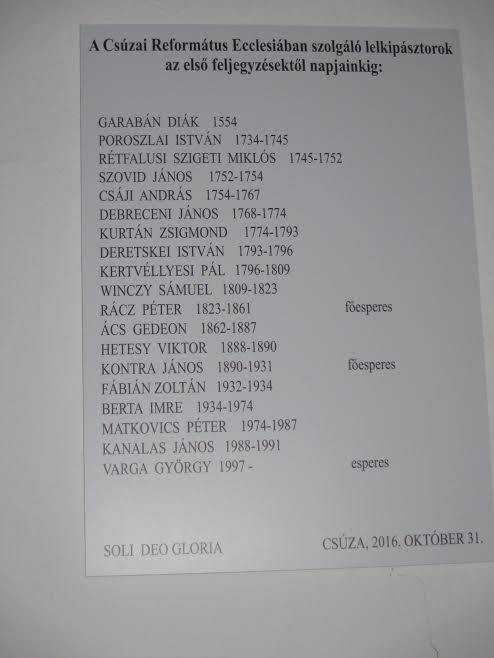 A Csúzai Református Ecclesiában szolgáló lelkipásztorok
az első feljegyzésektől napjainkig:
GARABÁN DIÁK 1554
POROSZLAI ISTVÁN 1734-1745
RÉTFALUSI SZIGETI MIKLÓS 1745-1752
SZOVID JÁNOS 1752-1754
CSÁJI ANDRÁS 1754-1767
DEBRECENI JÁNOS 1768-1774
KURTÁN ZSIGMOND 1774-1793
DERETSKEI ISTVÁN 1793-1796
KERTVÉLLYESI PÁL 1796-1809
WINCZY SÁMUEL 1809-1823
RÁCZ PÉTER 1823-1861 főesperes
ÁCS GEDEON 1862-1887
HETESY VIKTOR 1888-1890
KONTRA JÁNOS 1890-1931 főesperes
FÁBIÁN ZOLTÁN 1932-1934
BERTA IMRE 1934-1974
MATKOVICS PÉTER 1974-1987
KANALAS JÁNOS 1988-1991
VARGA GYÖRGY 1997 - esperes
SOLI DEO GLORIA CSÚZA, 2016. OKTÓBER 31.